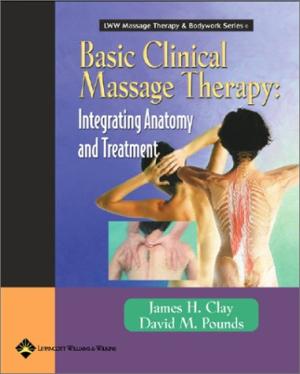 LWW Massage Therapy & Bodywork Series
Basic Clinical
Massage Therapy:
Integrating Anatomy
and Treatment
James H. Clay
David M. Pounds
LIPPINCOTT WILLIAMS & WILKINS